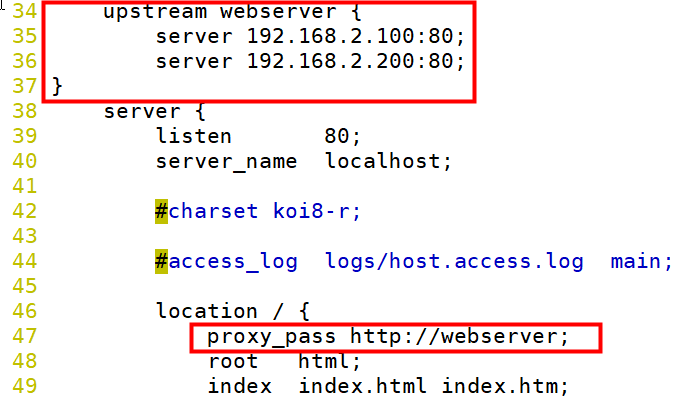 34     upstream webserver {
35         server 192.168.2.100:80;
36         server 192.168.2.200:80;
37 }
38     server {
39         listen       80;
40         server_name  localhost;
41
42         #charset koi8-r;
43
44         #access_log  logs/host.access.log  main;
45
46         location / {
47             proxy_pass http://webserver;
48             root   html;
49             index  index.html index.htm;